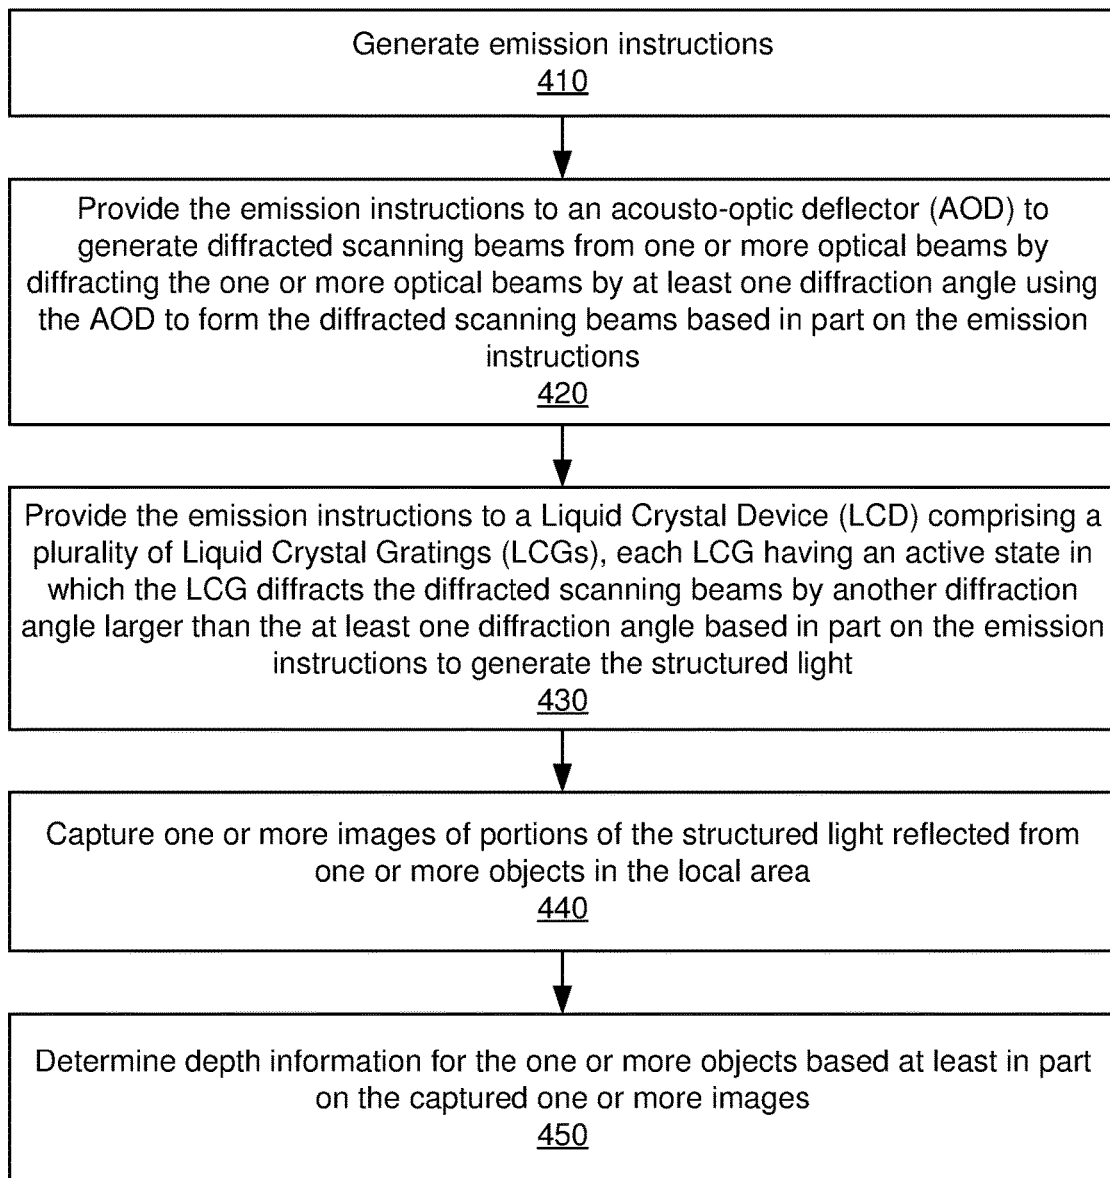 Generate emission instructions
410
Provide the emission instructions to an acousto-optic deflector (AOD) to
generate diffracted scanning beams from one or more optical beams by
diffracting the one or more optical beams by at least one diffraction angle using
the AOD to form the diffracted scanning beams based in part on the emission
instructions
420
Provide the emission instructions to a Liquid Crystal Device (LCD) comprising a
plurality of Liquid Crystal Gratings (LCGs), each LCG having an active state in
which the LCG diffracts the diffracted scanning beams by another diffraction
angle larger than the at least one diffraction angle based in part on the emission
instructions to generate the structured light
430
Capture one or more images of portions of the structured light reflected from
one or more objects in the local area
440
Determine depth information for the one or more objects based at least in part
on the captured one or more images
450